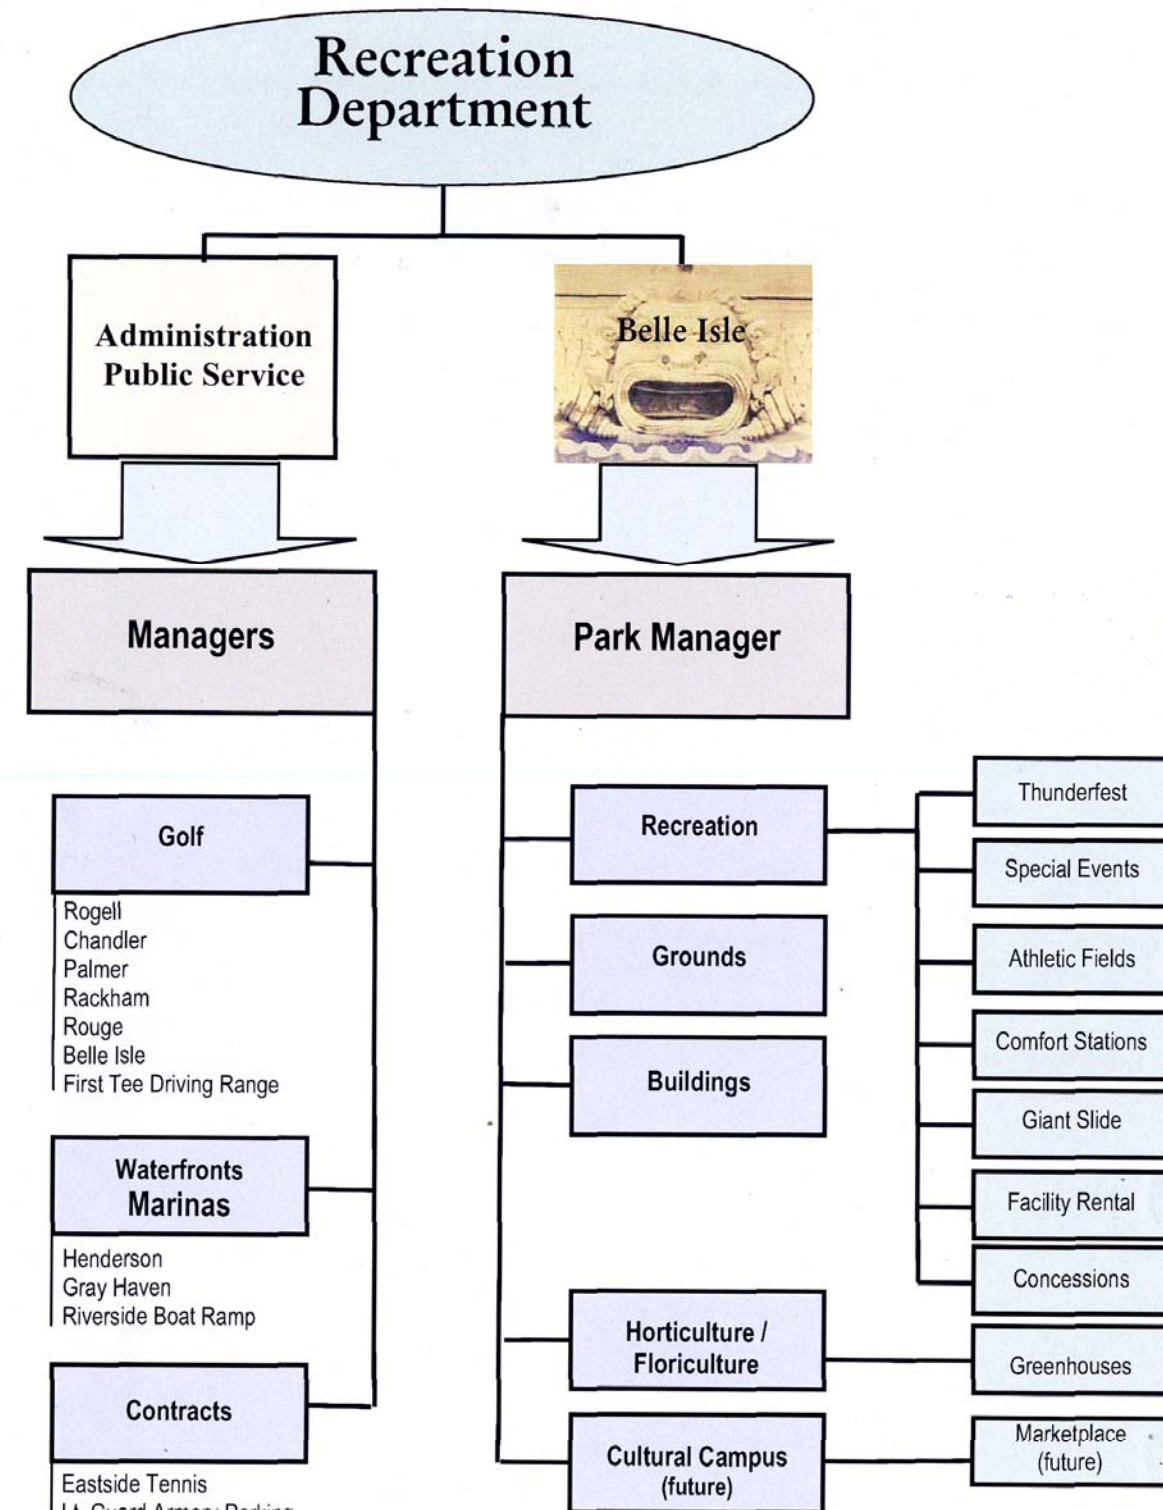 Recreation
Department
Administration
Public Service
Belle Isle
Managers
Park Manager
Golf
Rogell
Chandler
Palmer
Rackham
Rouge
Belle Isle
First Tee Driving Range
Waterfronts
Marinas
Henderson
Gray Haven
Riverside Boat Ramp
Contracts
Eastside Tennis
Recreation
Grounds
Buildings
Horticulture /
Floriculture
Cultural Campus
(future)
Thunderfest
Special Events
Athletic Fields
Comfort Stations
Giant Slide
Facility Rental
Concessions
Greenhouses
Marketplace
(future)